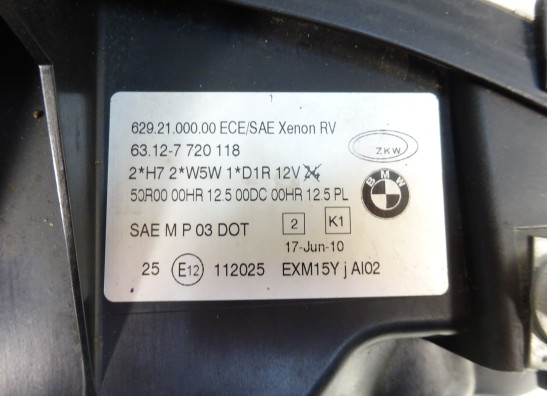 629.21.000.00 ECE/SAE Xenon RV
63.12-7 720 118
ZKW
2*H7 2*W5W 1*D1R 12V
BMW
50R00 00HR 12.5 00DC 00HR 12.5 PL
SAE M P 03 DOT 2 K1
17-Jun-10
25 E12 112025 EXM15Y j AI02